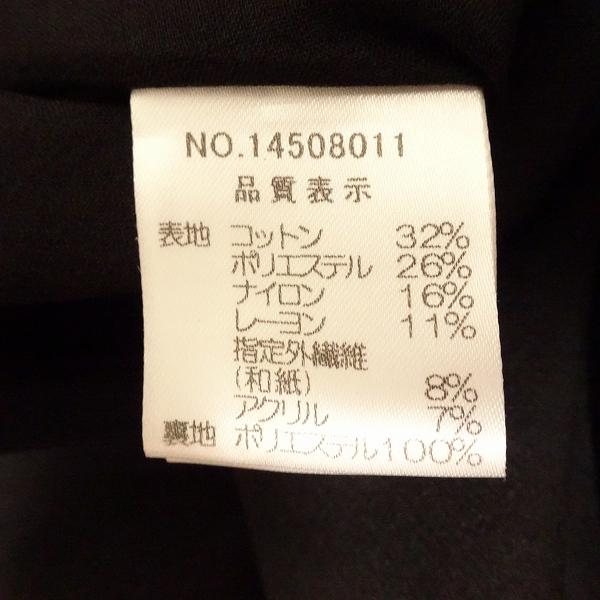 NO.14508011
品質表示
表地 コットン 32%
ポリエステル 26%
ナイロン 16%
レーヨン 11%
指定外繊維
(和紙) 8%
アクリル 7%
裏地 ポリエステル100%